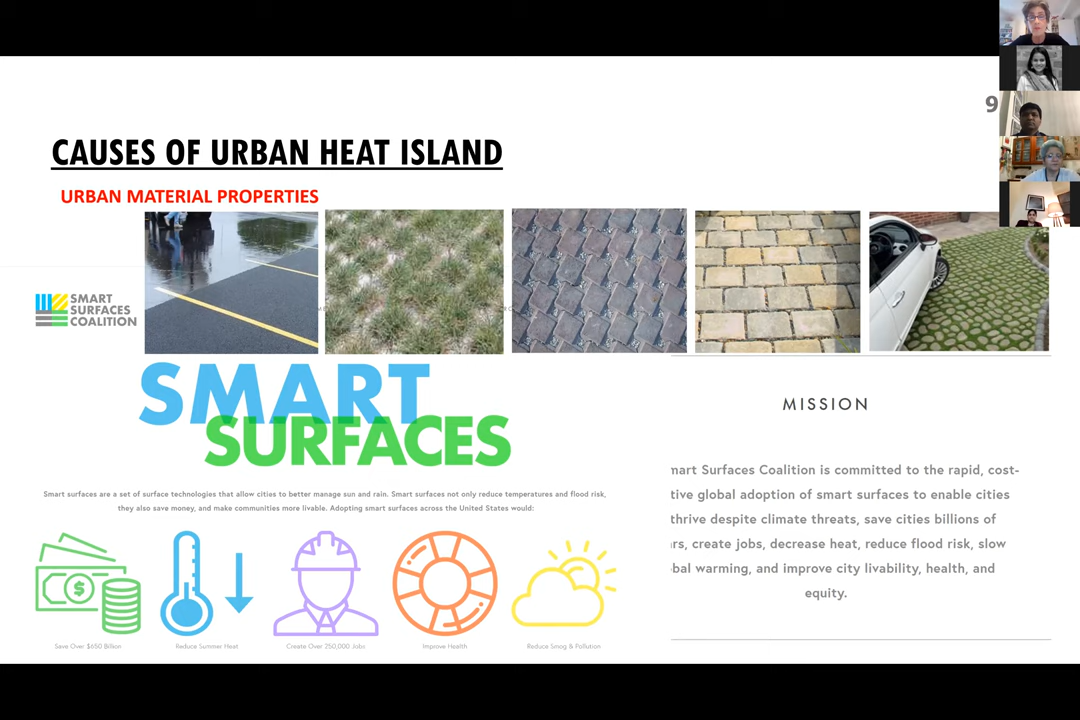 9
CAUSES OF URBAN HEAT ISLAND
URBAN MATERIAL PROPERTIES
SMART
SURFACES
COALITION
SMART
SURFACES
Smart surfaces are a set of surface technologies that allow cities to better manage sun and rain. Smart surfaces not only reduce temperatures and flood risk,
they also save money, and make communities more livable. Adopting smart surfaces across the United States would:
Save Over $650 Billion
Reduce Summer Heat
Create Over 250,000 Jobs
Improve Health
Reduce Smog & Pollution
MISSION
mart Surfaces Coalition is committed to the rapid, cost-
tive global adoption of smart surfaces to enable cities
thrive despite climate threats, save cities billions of
rs, create jobs, decrease heat, reduce flood risk, slow
bal warming, and improve city livability, health, and
equity.